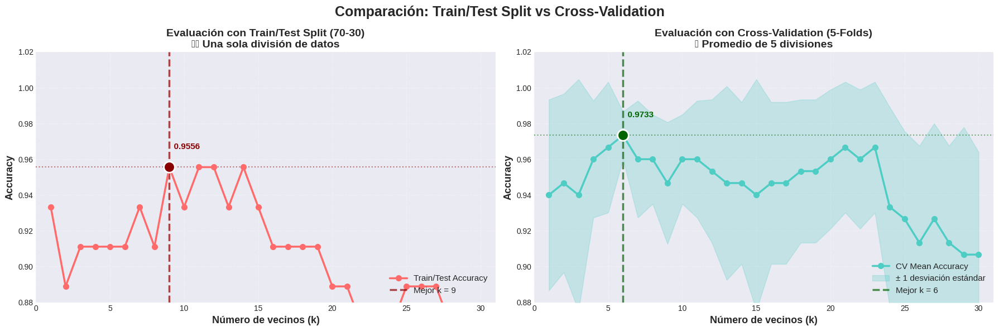 Comparación: Train/Test Split vs Cross-Validation
Evaluación con Train/Test Split (70-30)
Una sola división de datos
1.02
1.00
0.98
0.96
0.94
0.92
0.90
0.88
Accuracy
0.9556
Train/Test Accuracy
Mejor k = 9
0 5 10 15 20 25 30
Número de vecinos (k)
Evaluación con Cross-Validation (5-Folds)
Promedio de 5 divisiones
1.02
1.00
0.98
0.96
0.94
0.92
0.90
0.88
Accuracy
0.9733
CV Mean Accuracy
± 1 desviación estándar
Mejor k = 6
0 5 10 15 20 25 30
Número de vecinos (k)